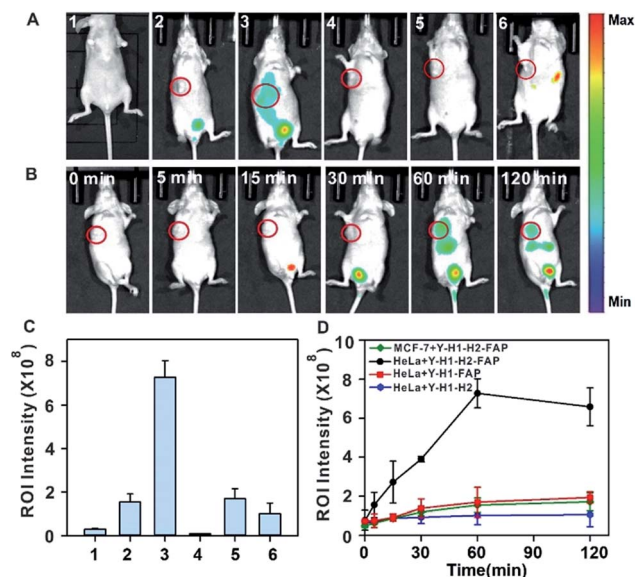 A
1 2 3 4 5 6
Max
B
0 min 5 min 15 min 30 min 60 min 120 min
Min
C
ROI Intensity (X10⁸)
8
6
4
2
0
1 2 3 4 5 6
D
ROI Intensity (X10⁸)
10
8
6
4
2
0
MCF-7+Y-H1-H2-FAP
HeLa+Y-H1-H2-FAP
HeLa+Y-H1-FAP
HeLa+Y-H1-H2
0 30 60 90 120
Time(min)